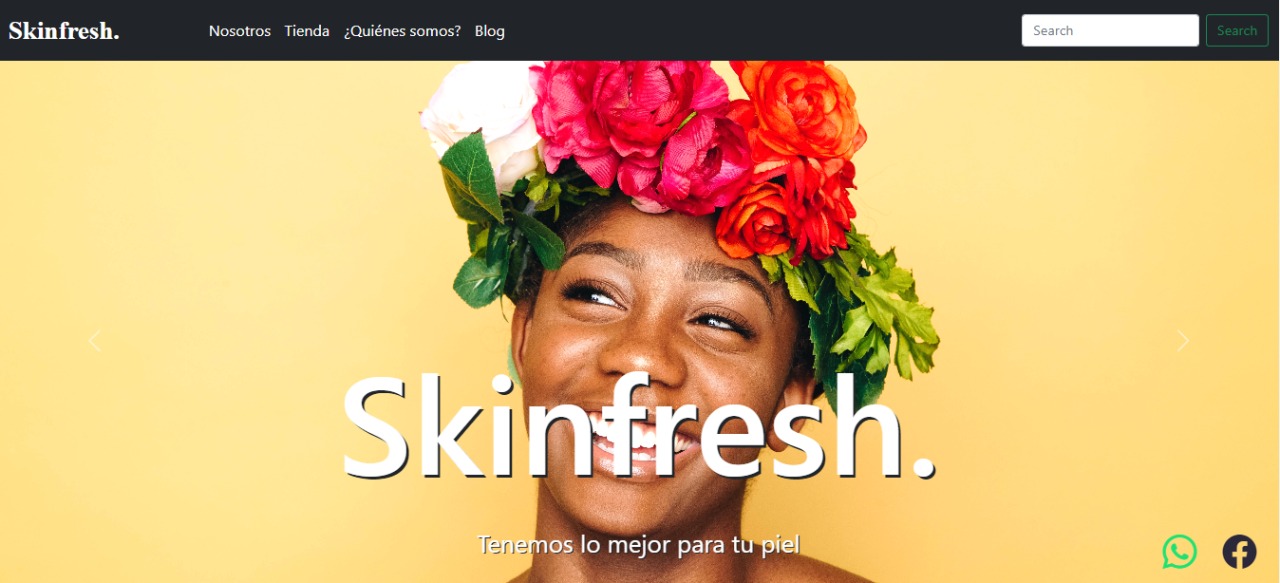 Skinfresh. Nosotros Tienda ¿Quiénes somos? Blog Search Search
Skinfresh.
Tenemos lo mejor para tu piel